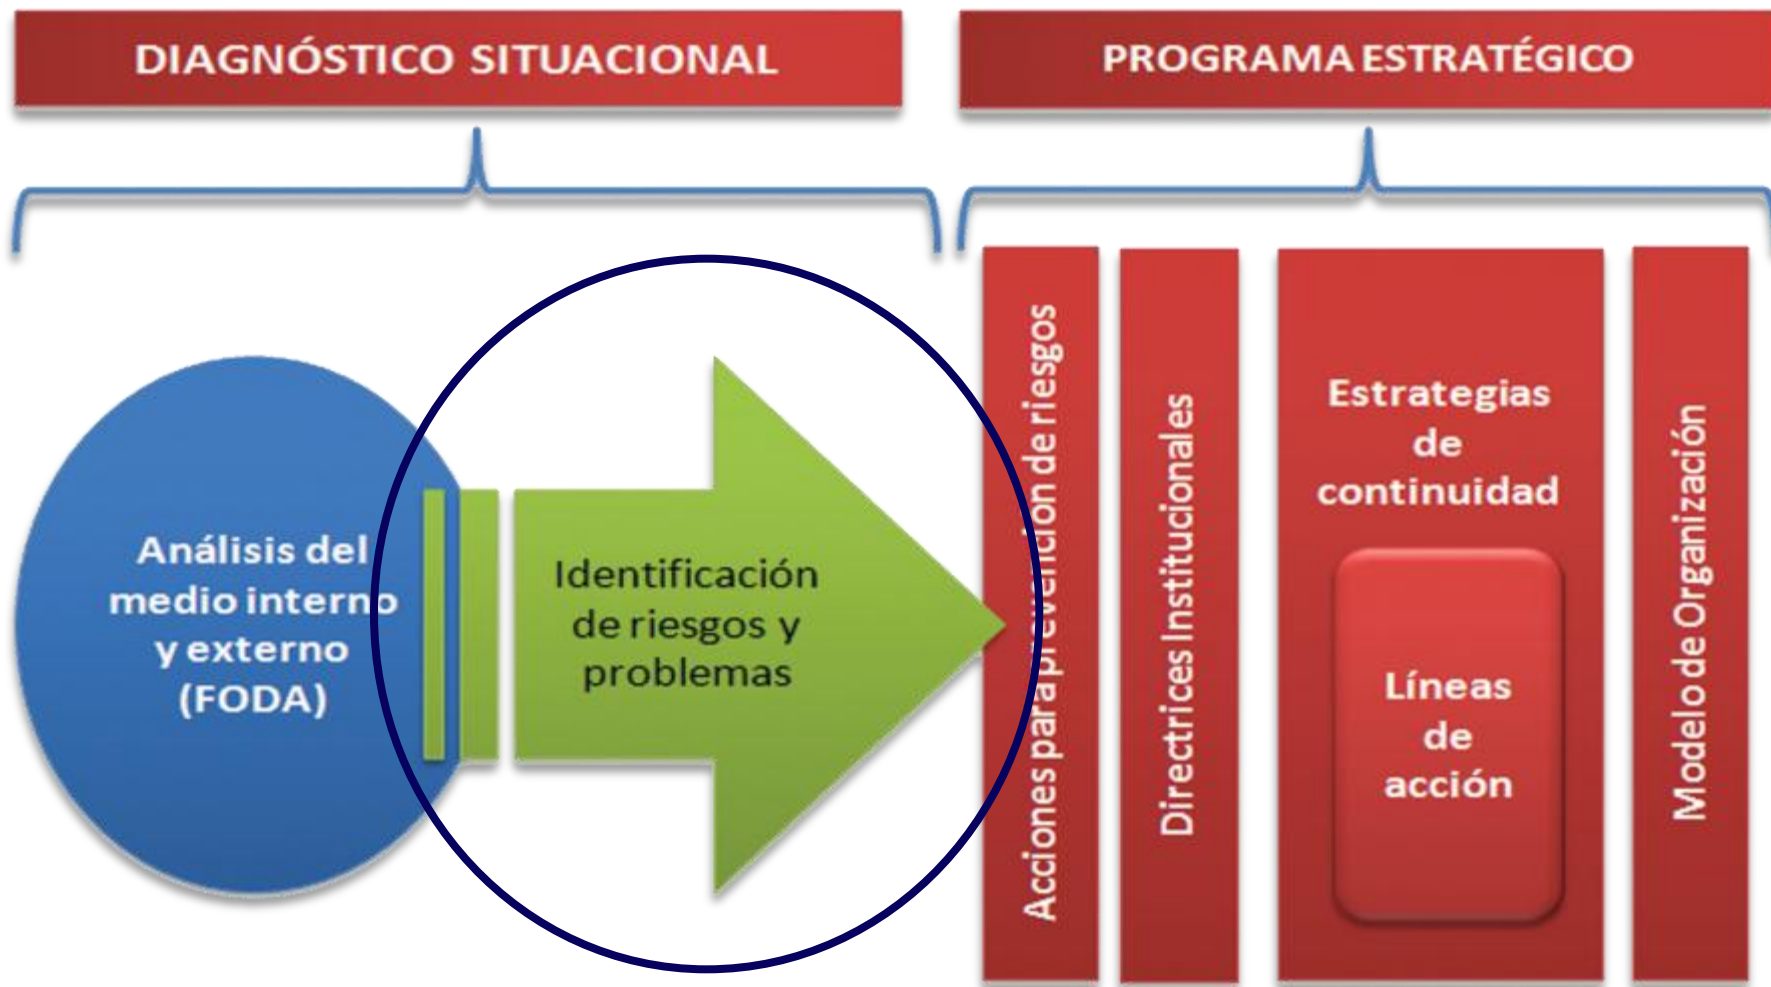 DIAGNÓSTICO SITUACIONAL
PROGRAMA ESTRATÉGICO
Análisis del
medio interno
y externo
(FODA)
Identificación
de riesgos y
problemas
Acciones para prevención de riesgos
Directrices Institucionales
Estrategias
de
continuidad
Líneas
de
acción
Modelo de Organización